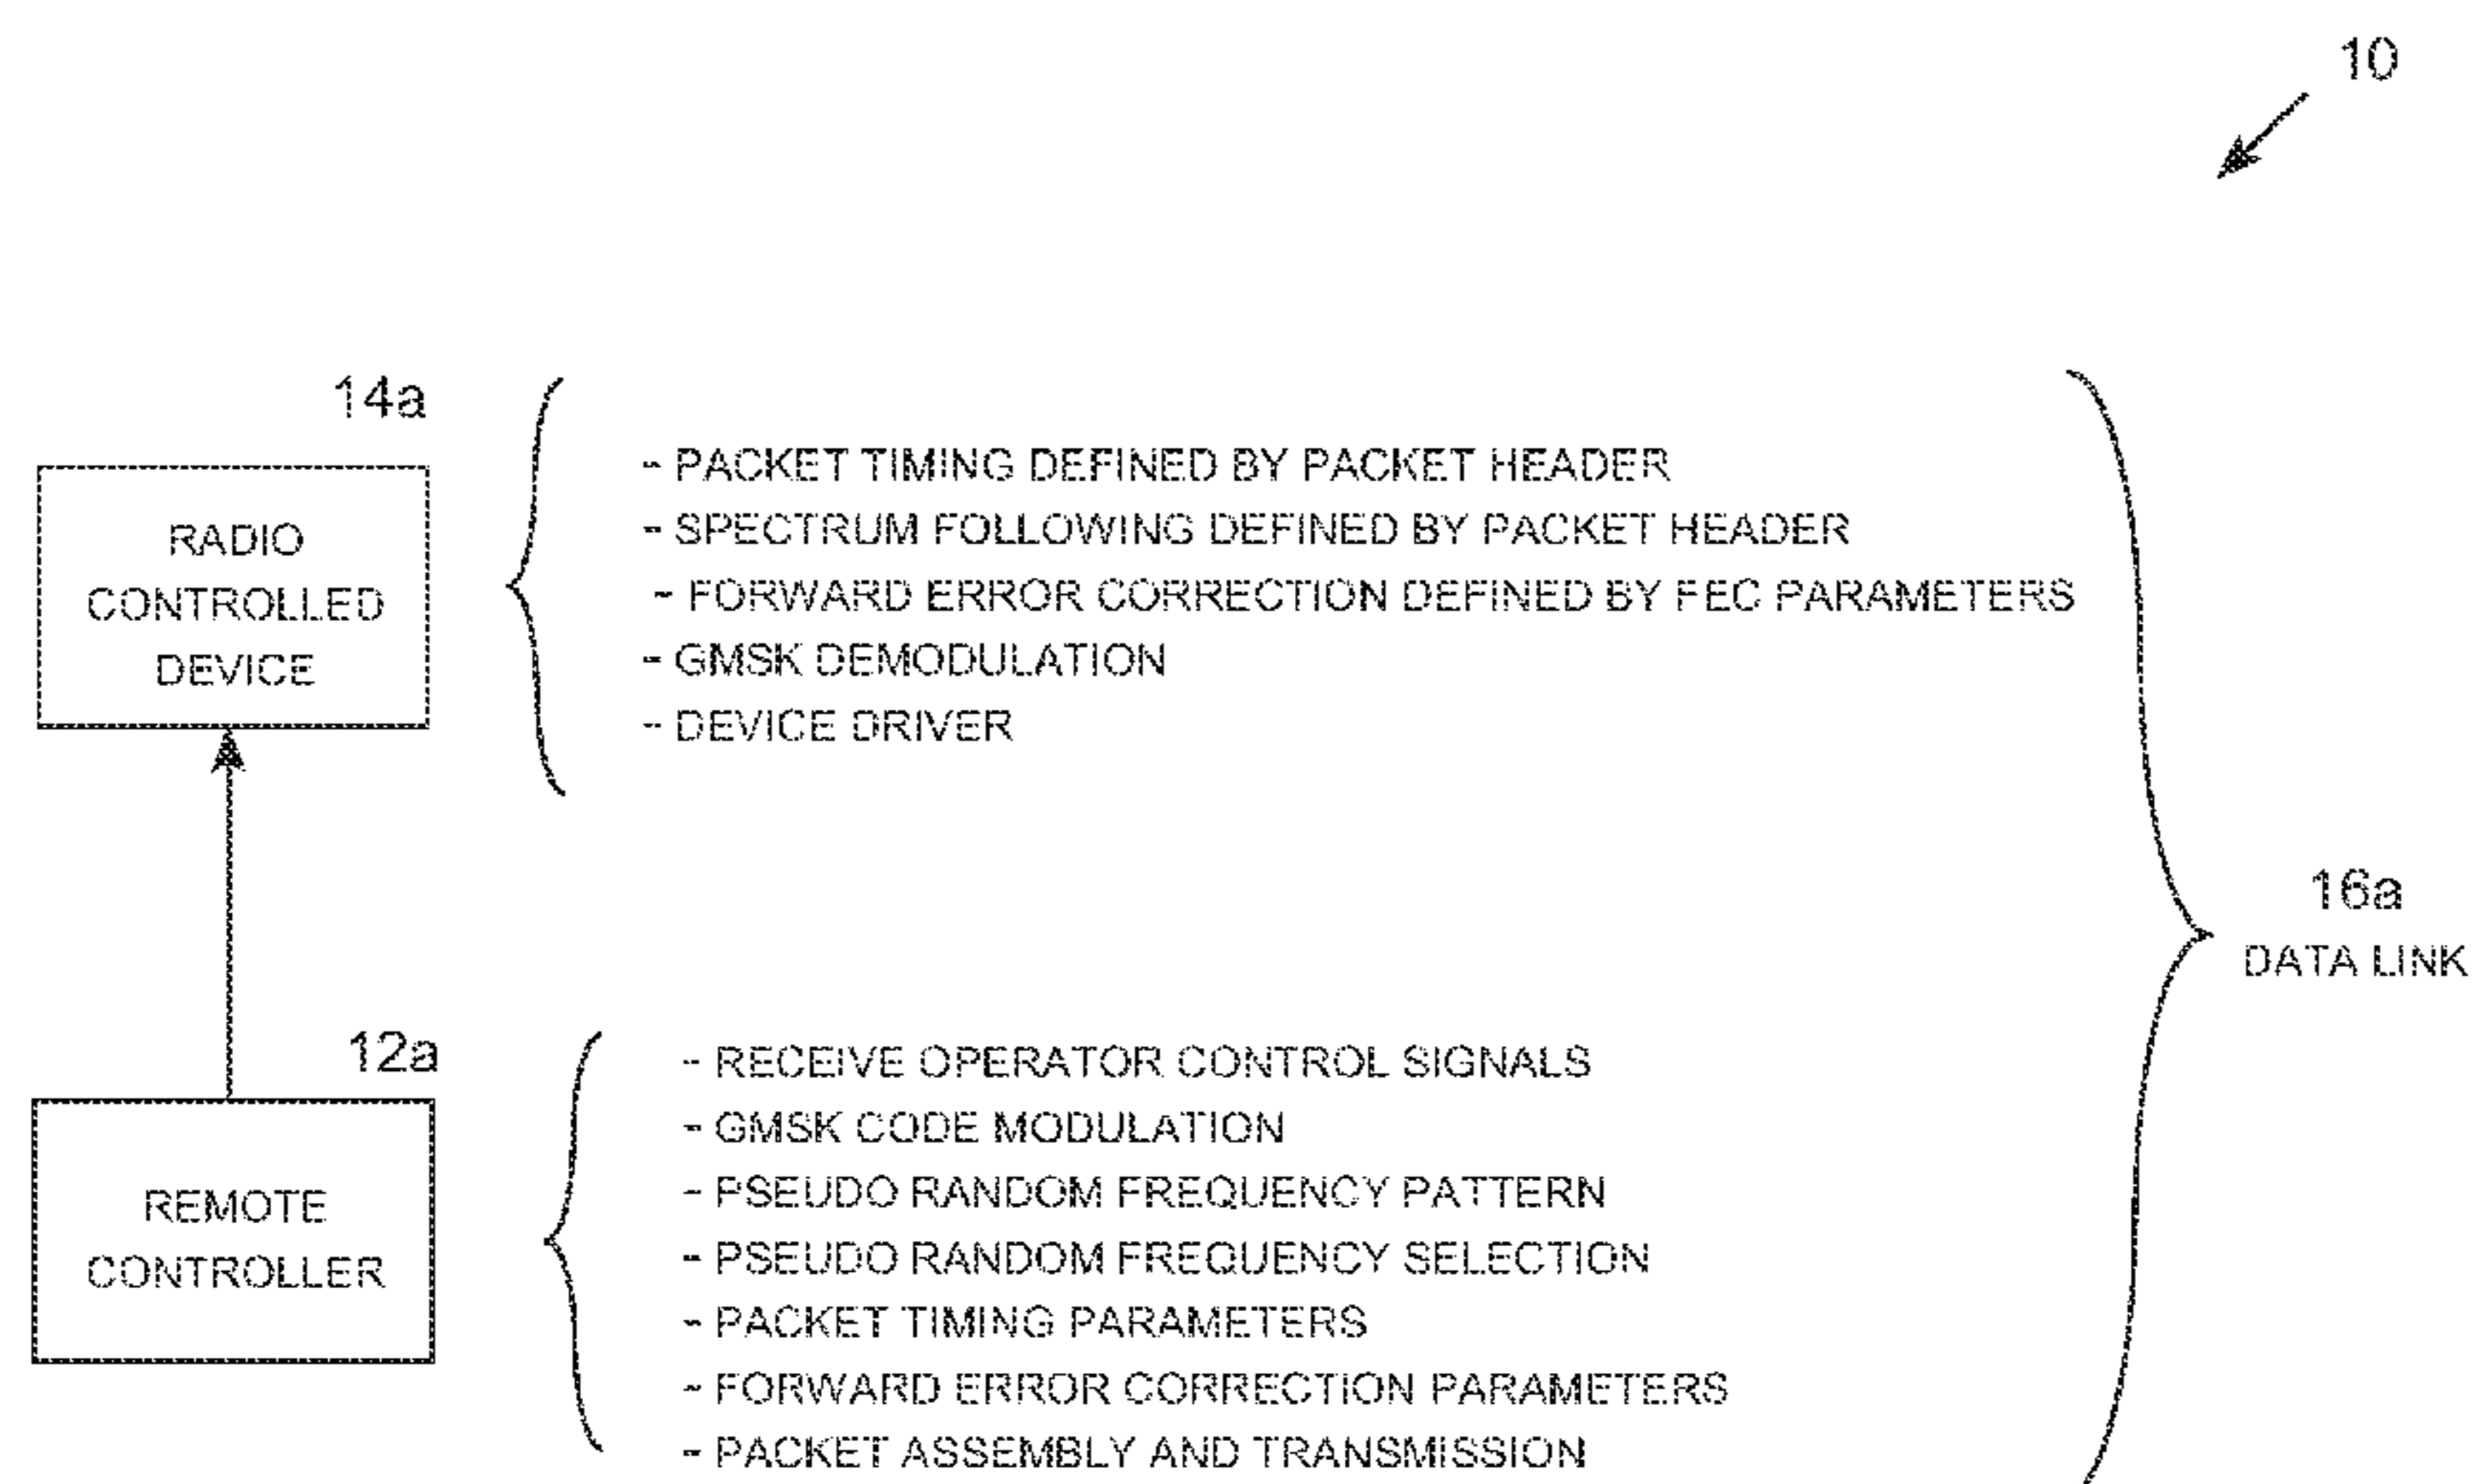 10
14a
RADIO
CONTROLLED
DEVICE
- PACKET TIMING DEFINED BY PACKET HEADER
- SPECTRUM FOLLOWING DEFINED BY PACKET HEADER
- FORWARD ERROR CORRECTION DEFINED BY FEC PARAMETERS
- GMSK DEMODULATION
- DEVICE DRIVER
16a
DATA LINK
12a
REMOTE
CONTROLLER
- RECEIVE OPERATOR CONTROL SIGNALS
- GMSK CODE MODULATION
- PSEUDO RANDOM FREQUENCY PATTERN
- PSEUDO RANDOM FREQUENCY SELECTION
- PACKET TIMING PARAMETERS
- FORWARD ERROR CORRECTION PARAMETERS
- PACKET ASSEMBLY AND TRANSMISSION